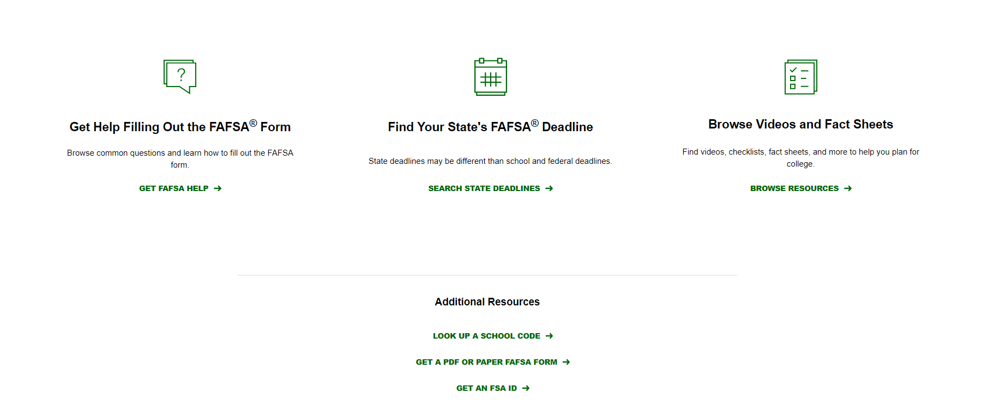 ?
Get Help Filling Out the FAFSA® Form
Browse common questions and learn how to fill out the FAFSA
form.
GET FAFSA HELP →
Find Your State's FAFSA® Deadline
State deadlines may be different than school and federal deadlines.
SEARCH STATE DEADLINES →
Browse Videos and Fact Sheets
Find videos, checklists, fact sheets, and more to help you plan for
college.
BROWSE RESOURCES →
Additional Resources
LOOK UP A SCHOOL CODE →
GET A PDF OR PAPER FAFSA FORM →
GET AN FSA ID →